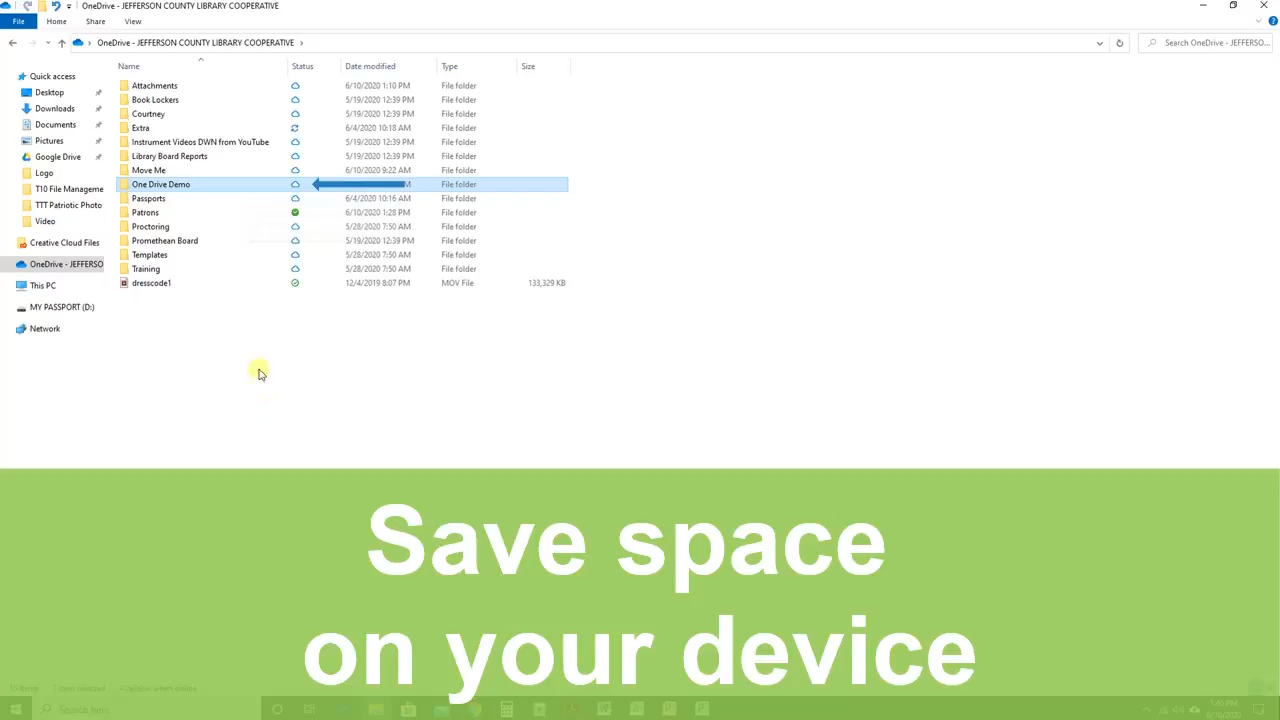 OneDrive - JEFFERSON COUNTY LIBRARY COOPERATIVE
File Home Share View
OneDrive - JEFFERSON COUNTY LIBRARY COOPERATIVE
Search OneDrive - JEFFERSO...
Name Status Date modified Type Size
Quick access
Desktop
Downloads
Documents
Pictures
Google Drive
Logo
T10 File Manageme
TTT Patriotic Photo
Video
Creative Cloud Files
OneDrive - JEFFERSO
This PC
MY PASSPORT (D:)
Network
Attachments 6/10/2020 1:10 PM File folder
Book Lockers 5/19/2020 12:39 PM File folder
Courtney 5/19/2020 12:39 PM File folder
Extra 6/4/2020 10:18 AM File folder
Instrument Videos DWN from YouTube 5/19/2020 12:39 PM File folder
Library Board Reports 5/19/2020 12:39 PM File folder
Move Me 6/10/2020 9:22 AM File folder
One Drive Demo M File folder
Passports 6/4/2020 10:16 AM File folder
Patrons 6/10/2020 1:28 PM File folder
Proctoring 5/28/2020 7:50 AM File folder
Promethean Board 5/19/2020 12:39 PM File folder
Templates 5/28/2020 7:50 AM File folder
Training 5/28/2020 7:50 AM File folder
dresscode1 12/4/2019 8:07 PM MOV File 133,329 KB
Save space
on your device
Search here